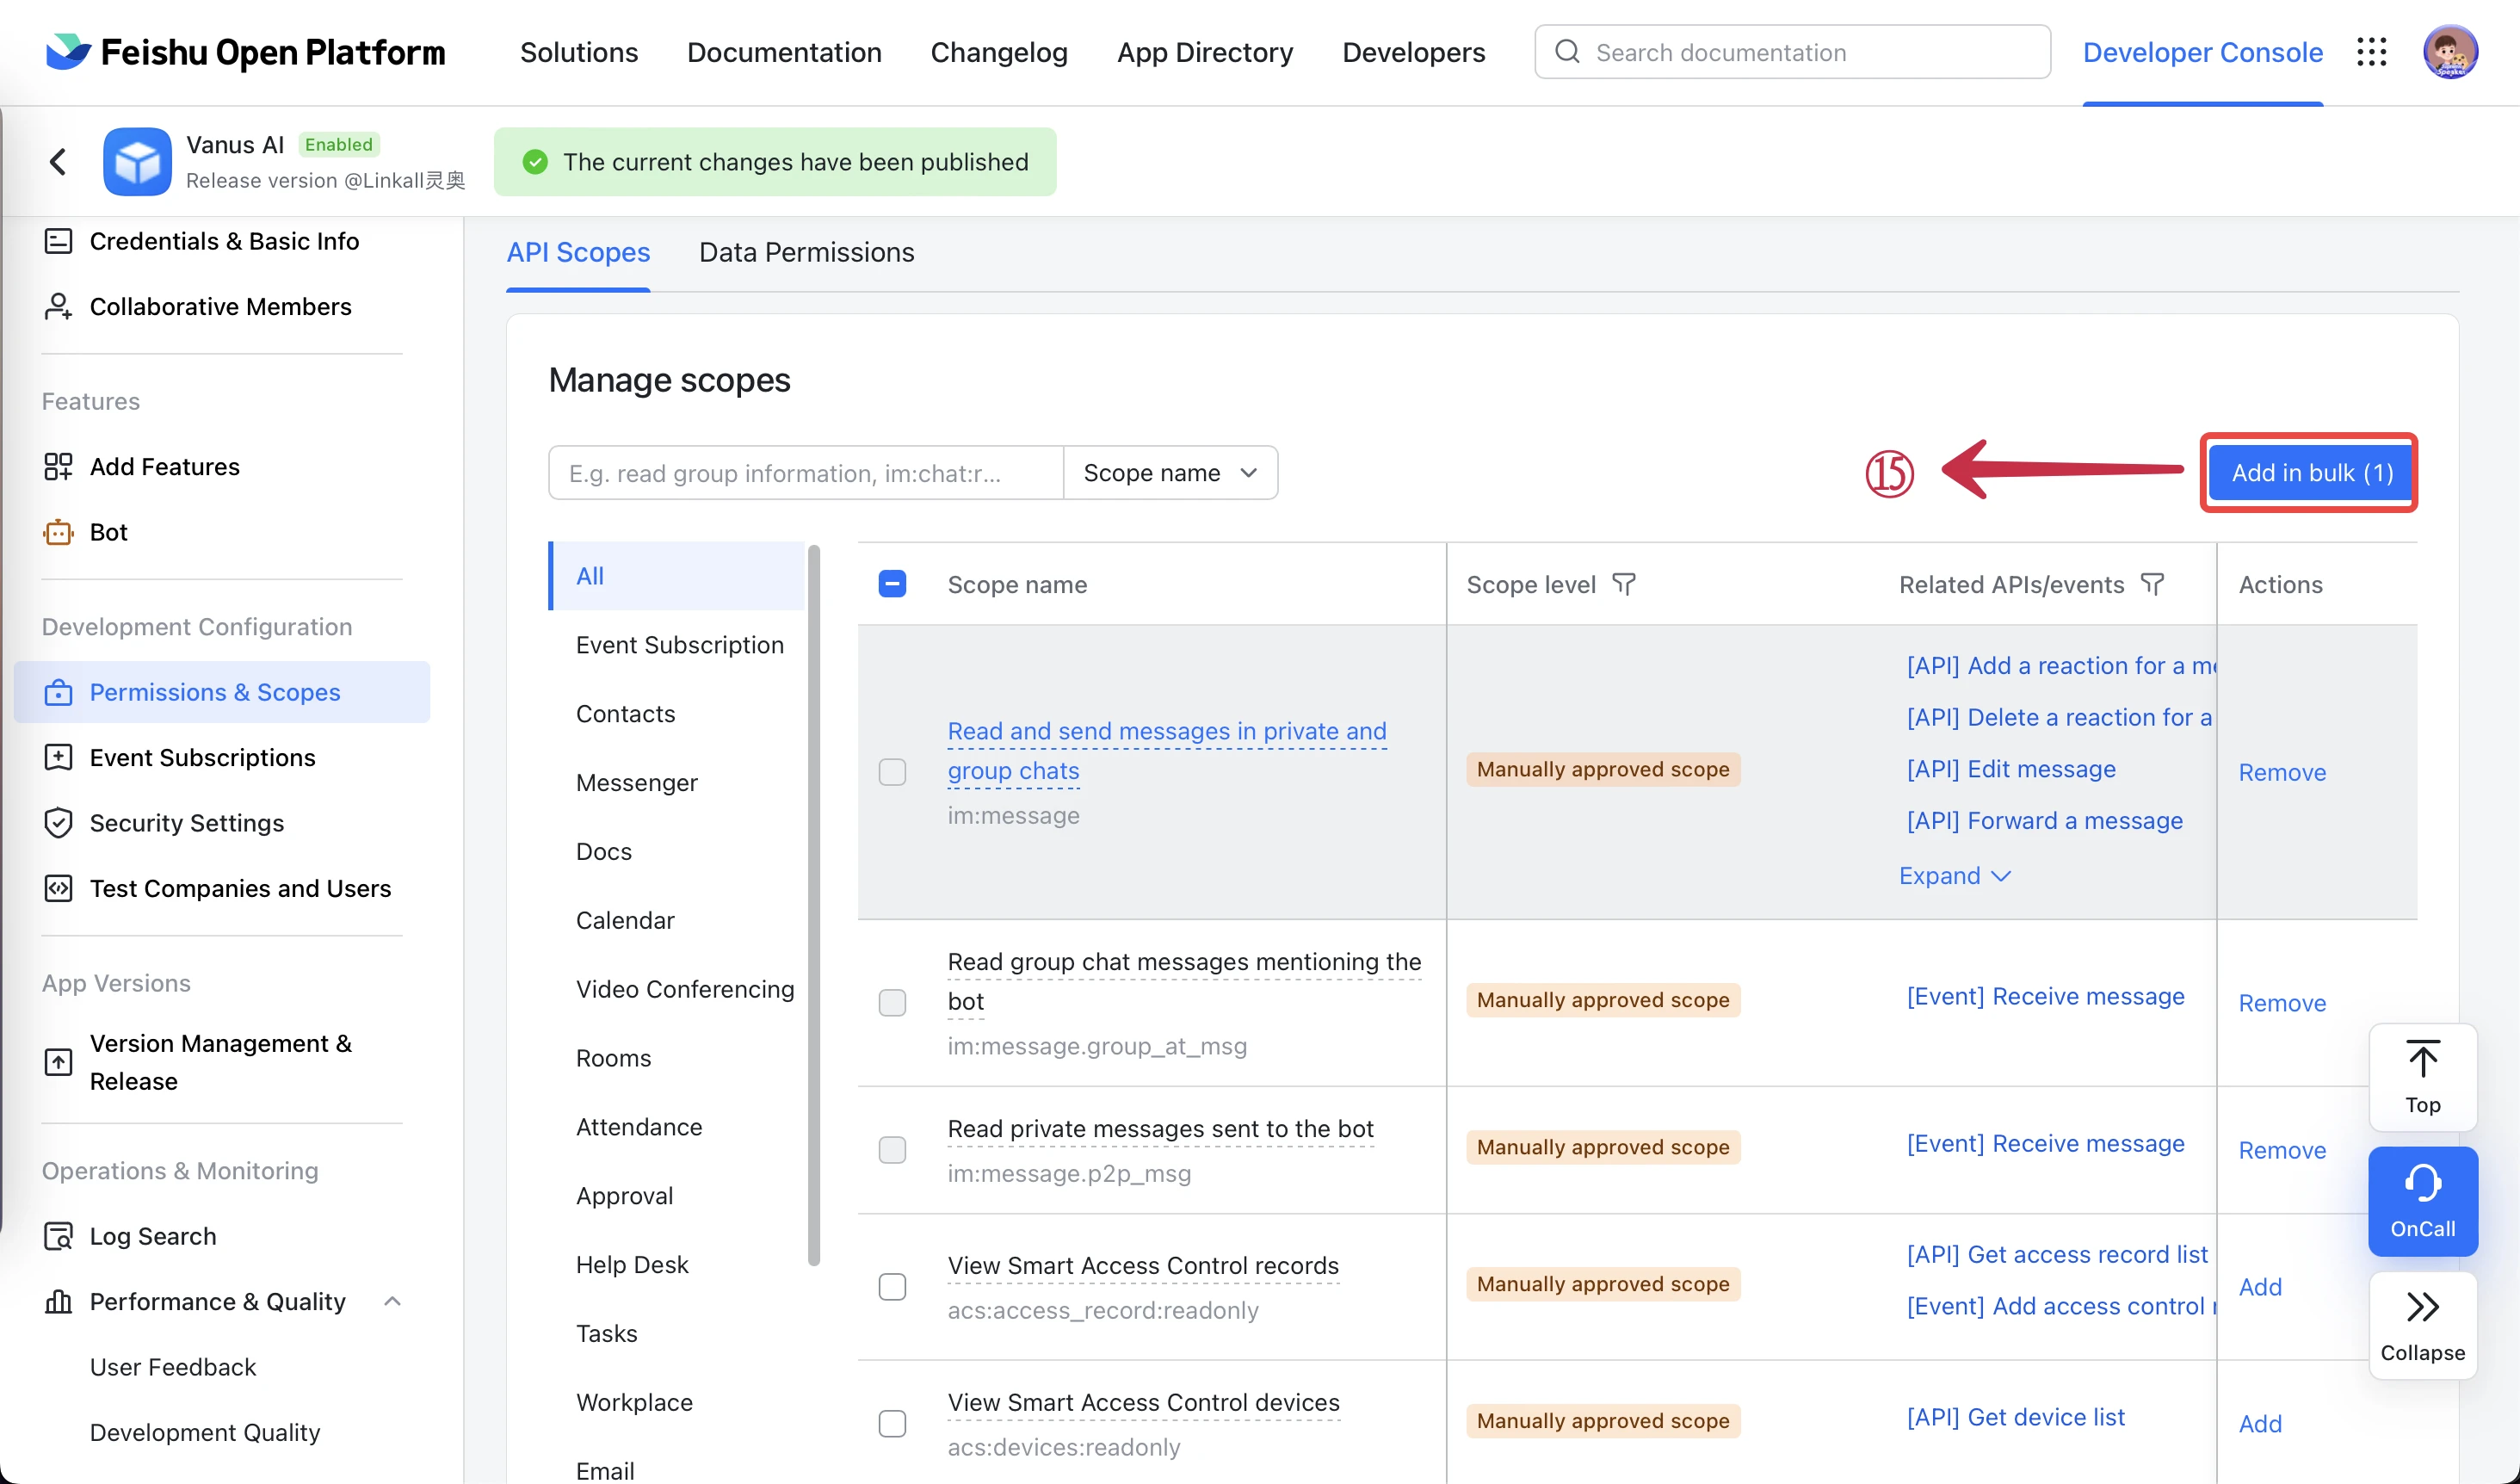 Feishu Open Platform
Solutions
Documentation
Changelog
App Directory
Developers
Search documentation
Developer Console
Vanus AI
Enabled
Release version @Linkall灵奥
The current changes have been published
Credentials & Basic Info
Collaborative Members
Features
Add Features
Bot
Development Configuration
Permissions & Scopes
Event Subscriptions
Security Settings
Test Companies and Users
App Versions
Version Management &
Release
Operations & Monitoring
Log Search
Performance & Quality
User Feedback
Development Quality
API Scopes
Data Permissions
Manage scopes
E.g. read group information, im:chat:r...
Scope name
⑮
Add in bulk (1)
All
Event Subscription
Contacts
Messenger
Docs
Calendar
Video Conferencing
Rooms
Attendance
Approval
Help Desk
Tasks
Workplace
Email
Scope name
Scope level
Related APIs/events
Actions
Read and send messages in private and
group chats
im:message
Manually approved scope
[API] Add a reaction for a me
[API] Delete a reaction for a
[API] Edit message
[API] Forward a message
Expand
Remove
Read group chat messages mentioning the
bot
im:message.group_at_msg
Manually approved scope
[Event] Receive message
Remove
Read private messages sent to the bot
im:message.p2p_msg
Manually approved scope
[Event] Receive message
Remove
View Smart Access Control records
acs:access_record:readonly
Manually approved scope
[API] Get access record list
[Event] Add access control r
Add
View Smart Access Control devices
acs:devices:readonly
Manually approved scope
[API] Get device list
Add
Top
OnCall
Collapse